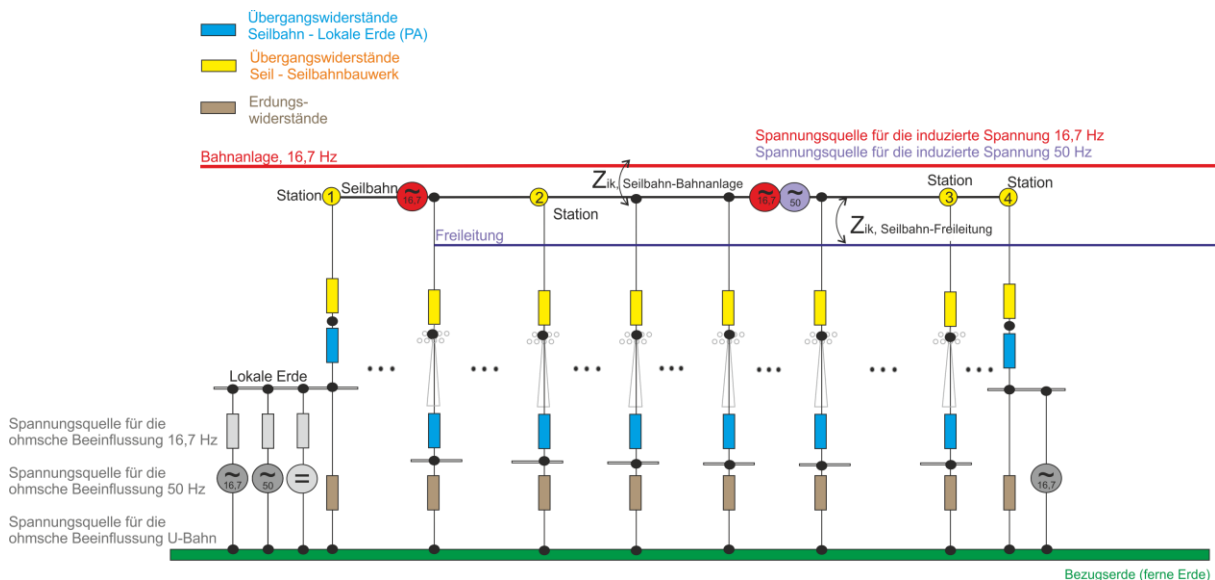 Übergangswiderstände
Seilbahn - Lokale Erde (PA)
Übergangswiderstände
Seil - Seilbahnbauwerk
Erdungs-
widerstände
Spannungsquelle für die induzierte Spannung 16,7 Hz
Spannungsquelle für die induzierte Spannung 50 Hz
Bahnanlage, 16,7 Hz
Station
1
Seilbahn
~
16,7
2
Station
Zik, Seilbahn-Bahnanlage
~
16,7
~
50
Station
3
Station
4
Zik, Seilbahn-Freileitung
Freileitung
Lokale Erde
Spannungsquelle für die
ohmsche Beeinflussung 16,7 Hz
Spannungsquelle für die
ohmsche Beeinflussung 50 Hz
Spannungsquelle für die
ohmsche Beeinflussung U-Bahn
~
16,7
~
50
=
~
16,7
Bezugserde (ferne Erde)